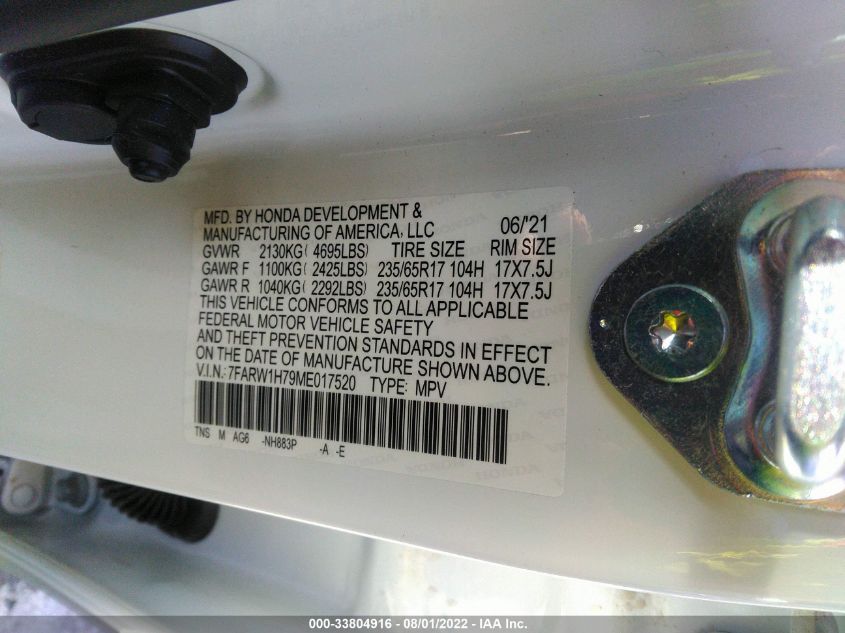 MFD. BY HONDA DEVELOPMENT &
MANUFACTURING OF AMERICA, LLC 06/'21
GVWR 2130KG( 4695LBS) TIRE SIZE RIM SIZE
GAWR F 1100KG( 2425LBS) 235/65R17 104H 17X7.5J
GAWR R 1040KG( 2292LBS) 235/65R17 104H 17X7.5J
THIS VEHICLE CONFORMS TO ALL APPLICABLE
FEDERAL MOTOR VEHICLE SAFETY
AND THEFT PREVENTION STANDARDS IN EFFECT
ON THE DATE OF MANUFACTURE SHOWN ABOVE.
V.I.N.: 7FARW1H79ME017520 TYPE: MPV
TNS M AG6 -NH883P -A -E
000-33804916 - 08/01/2022 - IAA Inc.